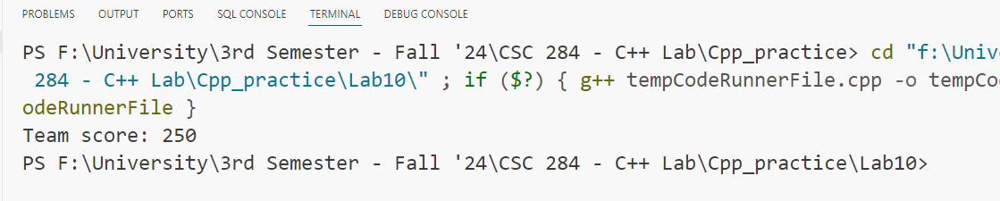 PROBLEMS OUTPUT PORTS SQL CONSOLE TERMINAL DEBUG CONSOLE
PS F:\University\3rd Semester - Fall '24\CSC 284 - C++ Lab\Cpp_practice> cd "f:\Unive
284 - C++ Lab\Cpp_practice\Lab10\" ; if ($?) { g++ tempCodeRunnerFile.cpp -o tempCo
odeRunnerFile }
Team score: 250
PS F:\University\3rd Semester - Fall '24\CSC 284 - C++ Lab\Cpp_practice\Lab10>